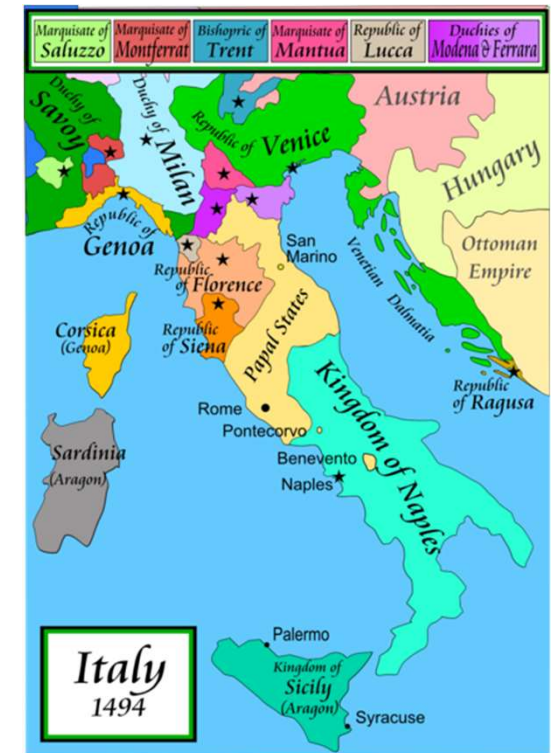 Marquisate of
Saluzzo
Marquisate of
Montferrat
Bishopric of
Trent
Marquisate of
Mantua
Republic of
Lucca
Duchies of
Modena & Ferrara
Duchy of
Savoy
Duchy of
Milan
Republic of Venice
Austria
Hungary
Republic of
Genoa
San
Marino
Ottoman
Empire
Republic
of Florence
Venetian Dalmatia
Corsica
(Genoa)
Republic
of Siena
Papal States
Republic
of Ragusa
Rome
Pontecorvo
Kingdom of Naples
Sardinia
(Aragon)
Benevento
Naples
Italy
1494
Palermo
Kingdom of
Sicily
(Aragon)
Syracuse